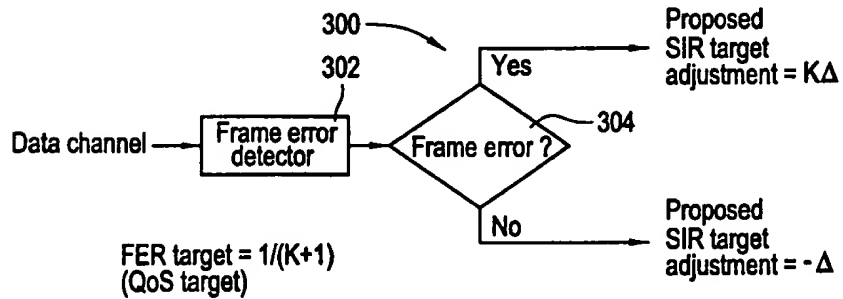 300
302
Yes
Proposed
SIR target
adjustment = KΔ
Data channel
Frame error
detector
Frame error ?
304
No
Proposed
SIR target
adjustment = -Δ
FER target = 1/(K+1)
(QoS target)